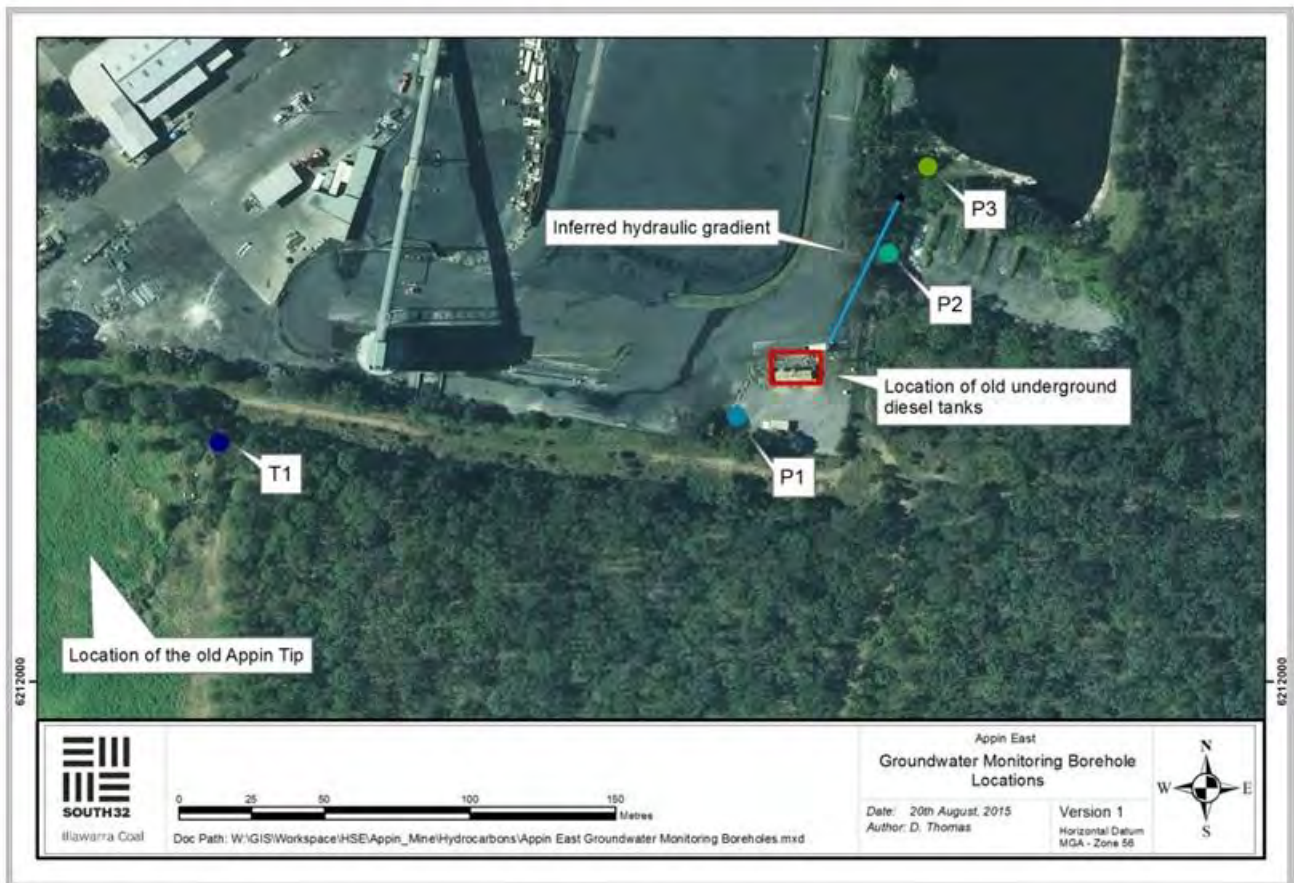 P3
Inferred hydraulic gradient
P2
Location of old underground
diesel tanks
T1
P1
Location of the old Appin Tip
6212000
6212000
SOUTH32
Illawarra Coal
0 25 50 100 150
Metres
Doc Path: W:\GIS\Workspace\HSE\Appin_Mine\Hydrocarbons\Appin East Groundwater Monitoring Boreholes.mxd
Appin East
Groundwater Monitoring Borehole
Locations
Date: 20th August, 2015
Author: D. Thomas
Version 1
Horizontal Datum
MGA - Zone 56
N
W E
S